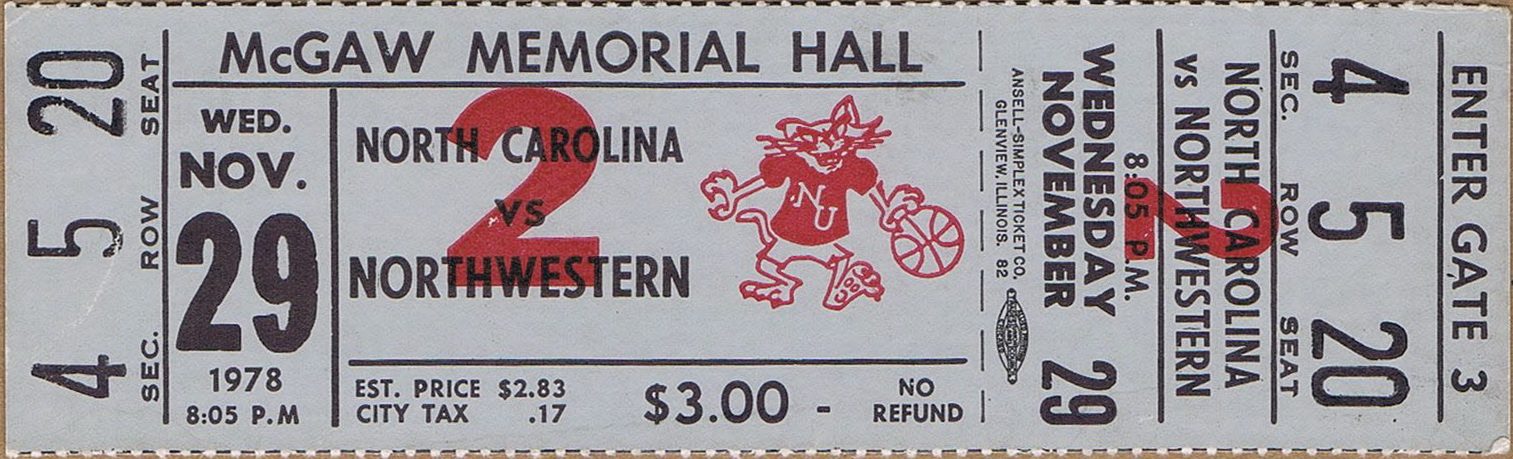 McGAW MEMORIAL HALL
SEC. ROW SEAT
4 5 20
WED.
NOV.
29
1978
8:05 P.M
2
NORTH CAROLINA
vs
NORTHWESTERN
NU
EST. PRICE $2.83
CITY TAX .17
$3.00 -
NO
REFUND
ANSELL-SIMPLEX TICKET CO,
GLENVIEW, ILLINOIS. 82
WEDNESDAY
NOVEMBER 29
8:05 P.M.
2
NORTH CAROLINA
vs NORTHWESTERN
SEC. ROW SEAT
4 5 20
ENTER GATE 3